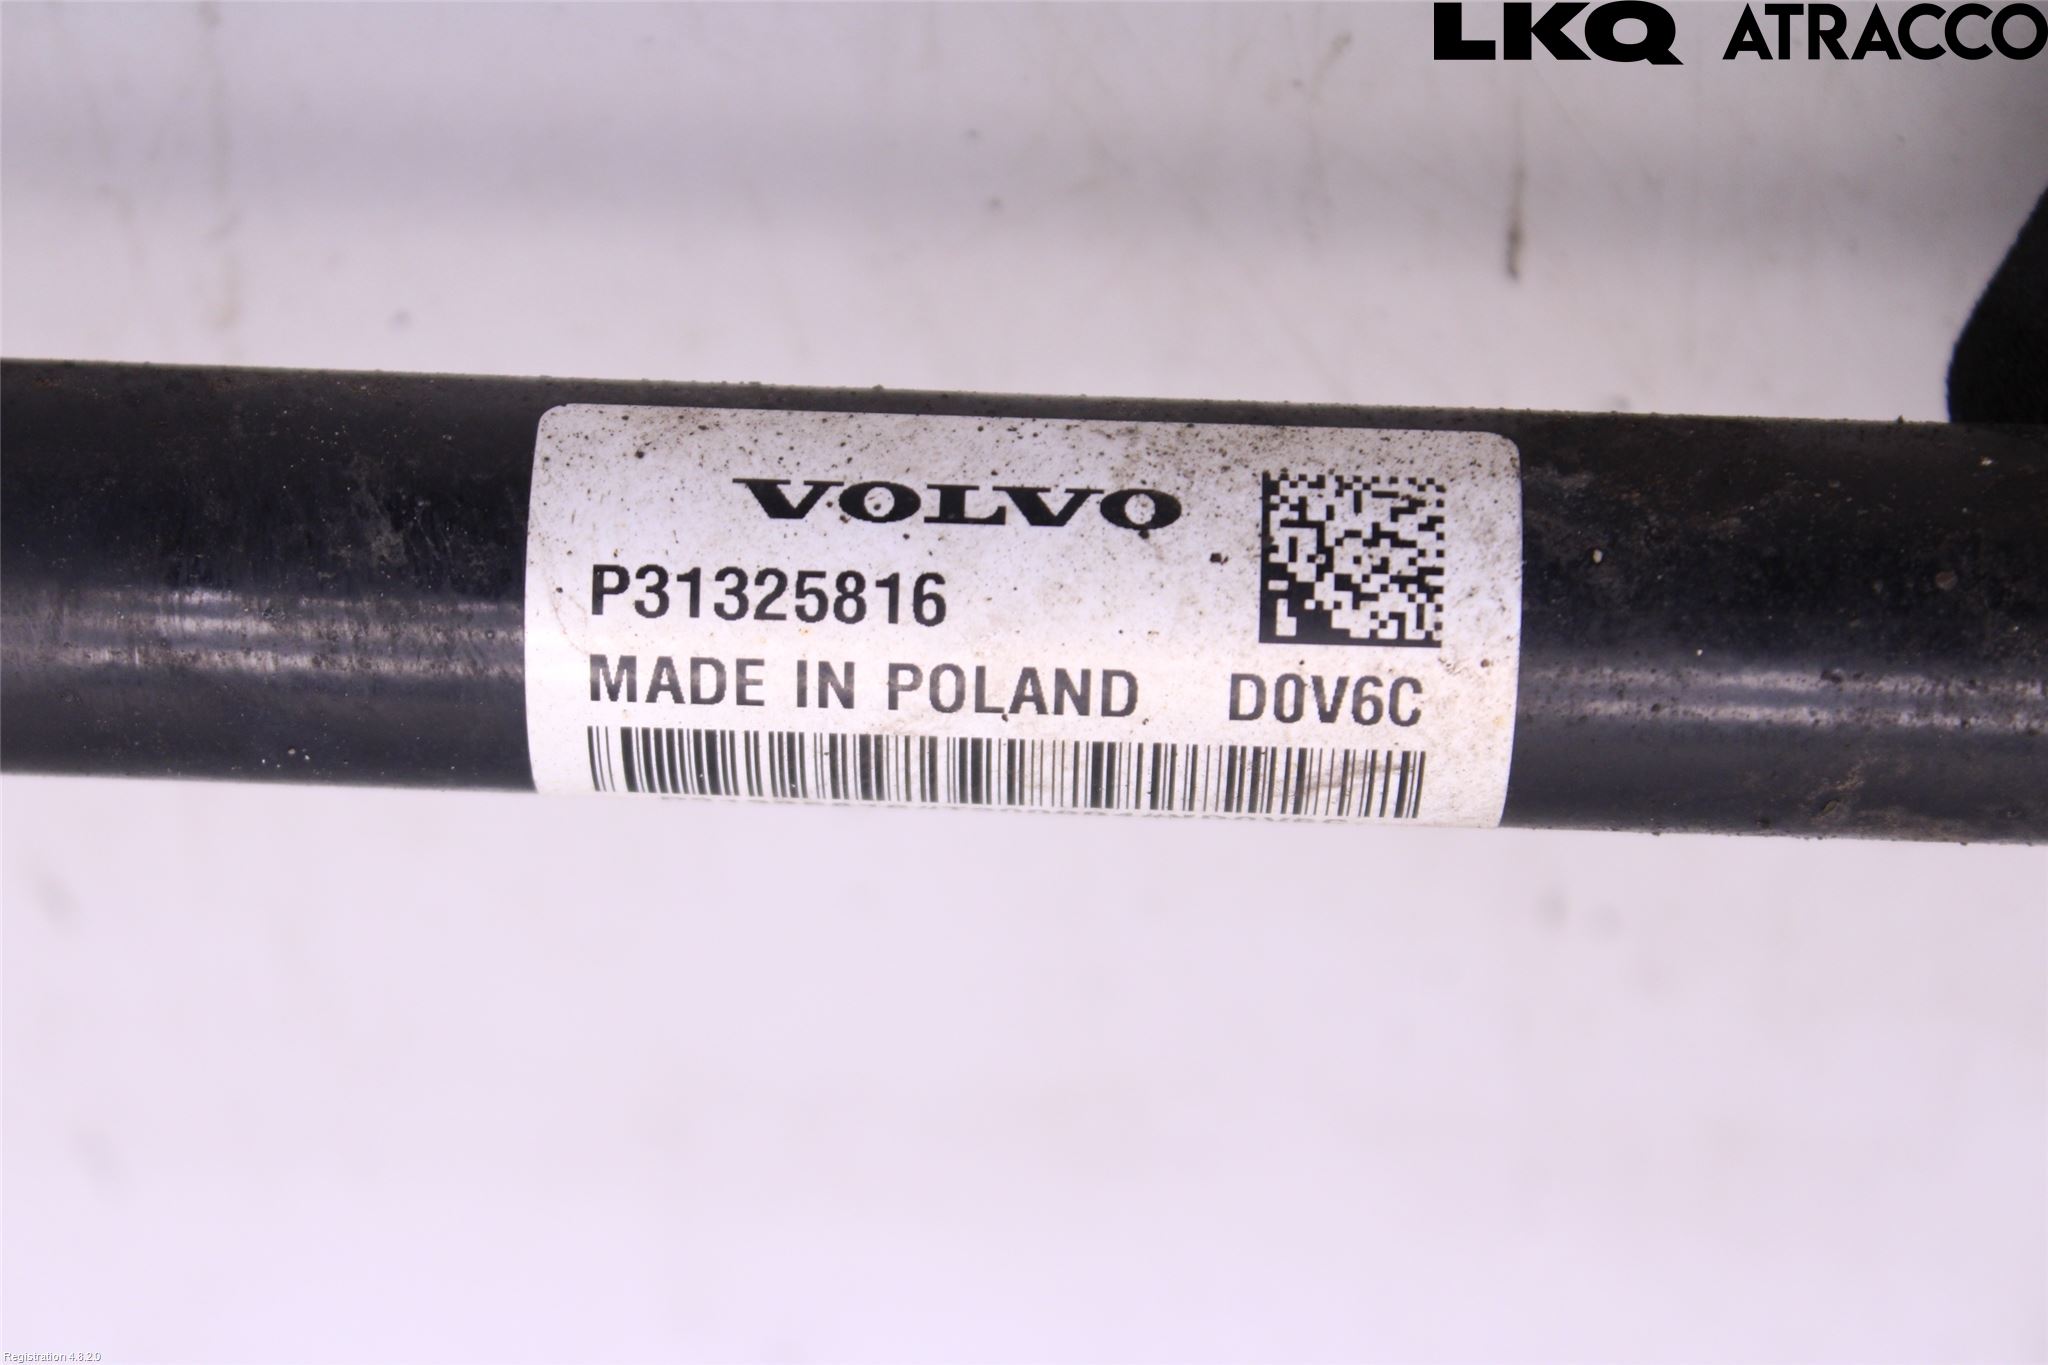 LKQ ATRACCO
VOLVO
P31325816
MADE IN POLAND D0V6C
Registration 4.8.2.0